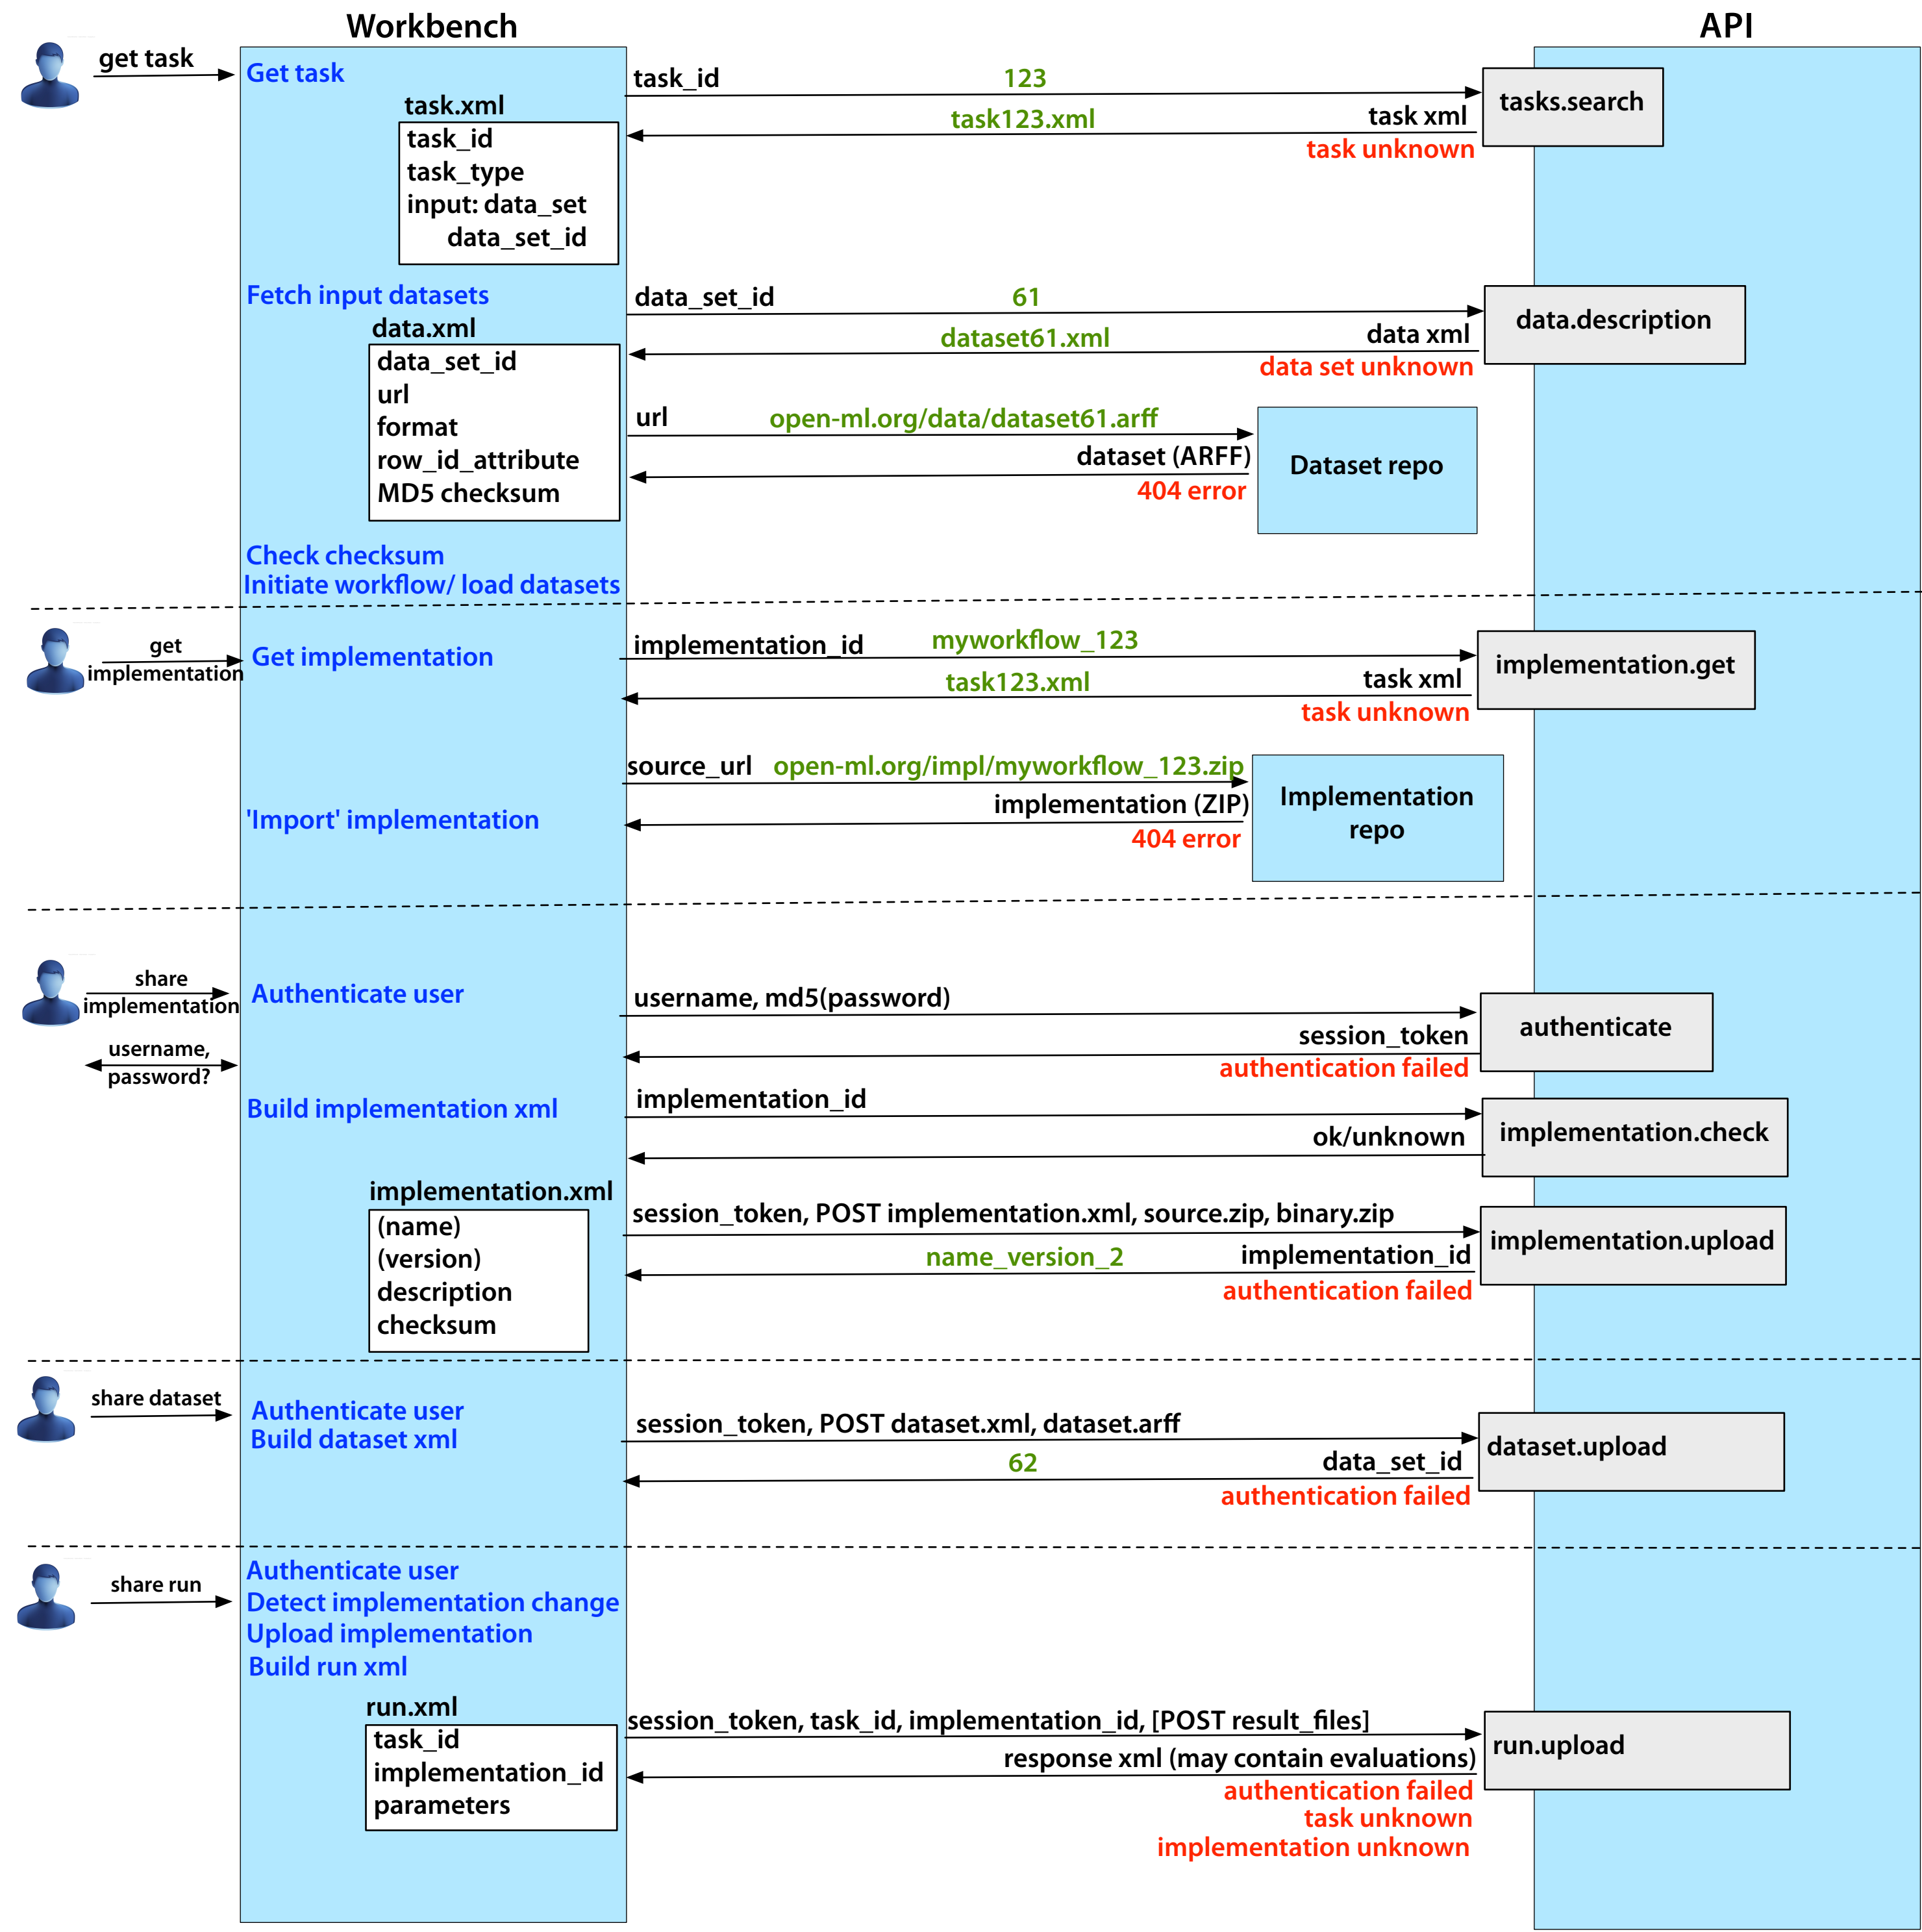 Workbench
API
get task
Get task
task_id
123
tasks.search
task.xml
task123.xml
task xml
task unknown
task_id
task_type
input: data_set
data_set_id
Fetch input datasets
data_set_id
61
data.description
data.xml
dataset61.xml
data xml
data set unknown
data_set_id
url
format
row_id_attribute
MD5 checksum
url
open-ml.org/data/dataset61.arff
dataset (ARFF)
404 error
Dataset repo
Check checksum
Initiate workflow/ load datasets
get
implementation
Get implementation
implementation_id
myworkflow_123
implementation.get
task123.xml
task xml
task unknown
source_url
open-ml.org/impl/myworkflow_123.zip
implementation (ZIP)
404 error
Implementation
repo
'Import' implementation
share
implementation
Authenticate user
username, md5(password)
authenticate
session_token
authentication failed
username,
password?
Build implementation xml
implementation_id
implementation.check
ok/unknown
implementation.xml
(name)
(version)
description
checksum
session_token, POST implementation.xml, source.zip, binary.zip
implementation.upload
name_version_2
implementation_id
authentication failed
share dataset
Authenticate user
Build dataset xml
session_token, POST dataset.xml, dataset.arff
dataset.upload
62
data_set_id
authentication failed
share run
Authenticate user
Detect implementation change
Upload implementation
Build run xml
run.xml
task_id
implementation_id
parameters
session_token, task_id, implementation_id, [POST result_files]
run.upload
response xml (may contain evaluations)
authentication failed
task unknown
implementation unknown